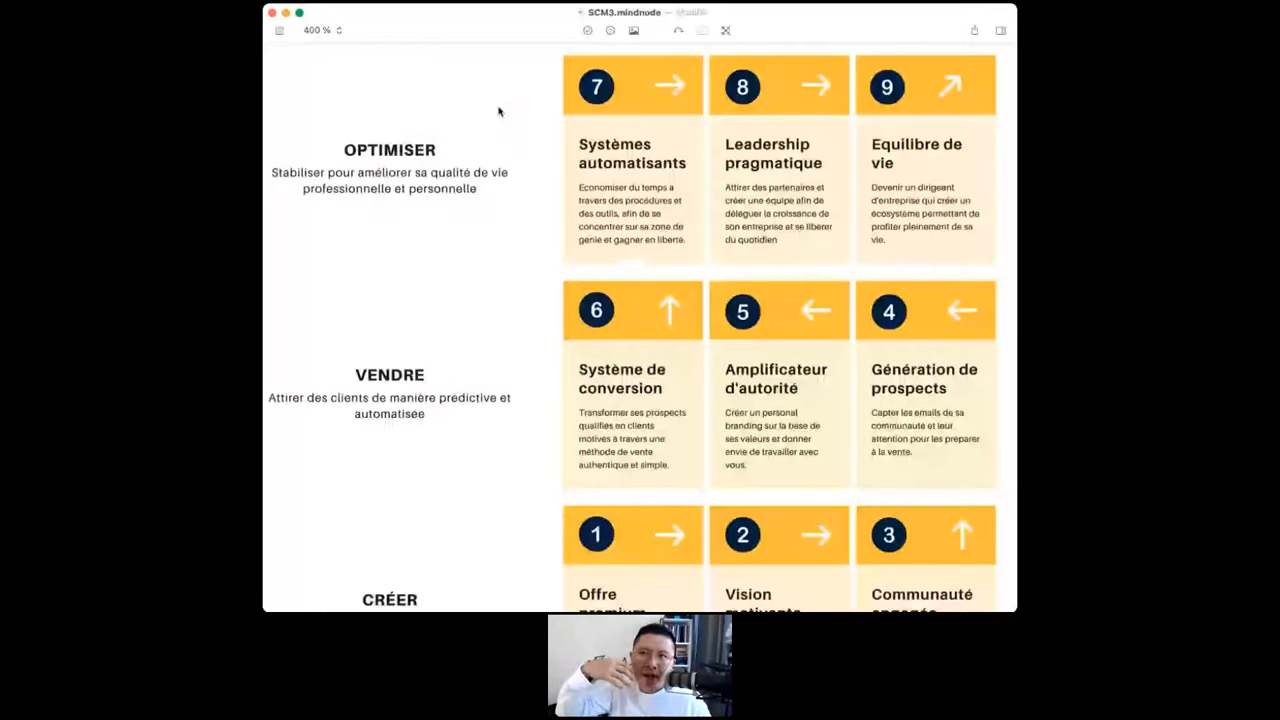 SCM3.mindnode
400 %
OPTIMISER
Stabiliser pour améliorer sa qualité de vie
professionnelle et personnelle
7
Systèmes
automatisants
Economiser du temps a
travers des procédures et
des outils, afin de se
concentrer sur sa zone de
génie et gagner en liberté.
8
Leadership
pragmatique
Attirer des partenaires et
créer une équipe afin de
déléguer la croissance de
son entreprise et se libérer
du quotidien
9
Equilibre de
vie
Devenir un dirigeant
d'entreprise qui créer un
écosystème permettant de
profiter pleinement de sa
vie.
VENDRE
Attirer des clients de manière prédictive et
automatisée
6
Système de
conversion
Transformer ses prospects
qualifiés en clients
motivés à travers une
méthode de vente
authentique et simple.
5
Amplificateur
d'autorité
Créer un personal
branding sur la base de
ses valeurs et donner
envie de travailler avec
vous.
4
Génération de
prospects
Capter les emails de sa
communauté et leur
attention pour les préparer
à la vente.
CRÉER
1
Offre
2
Vision
3
Communauté